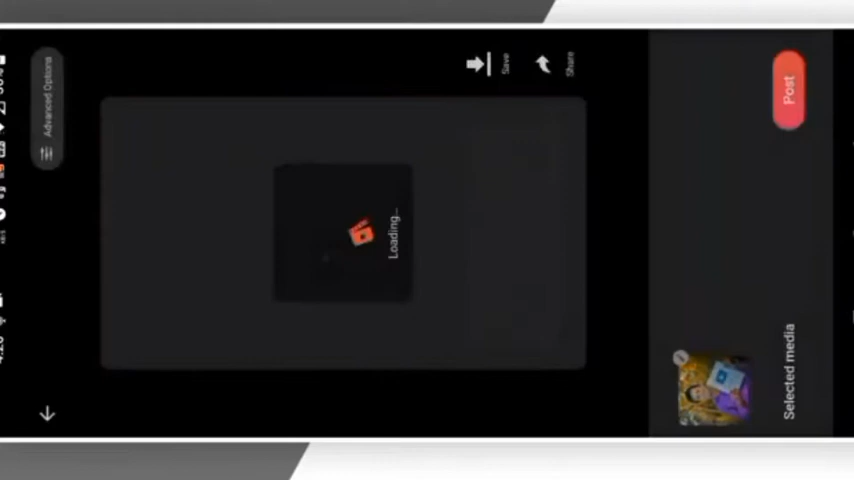 Advanced Options
Save
Share
Loading...
Selected media
Post